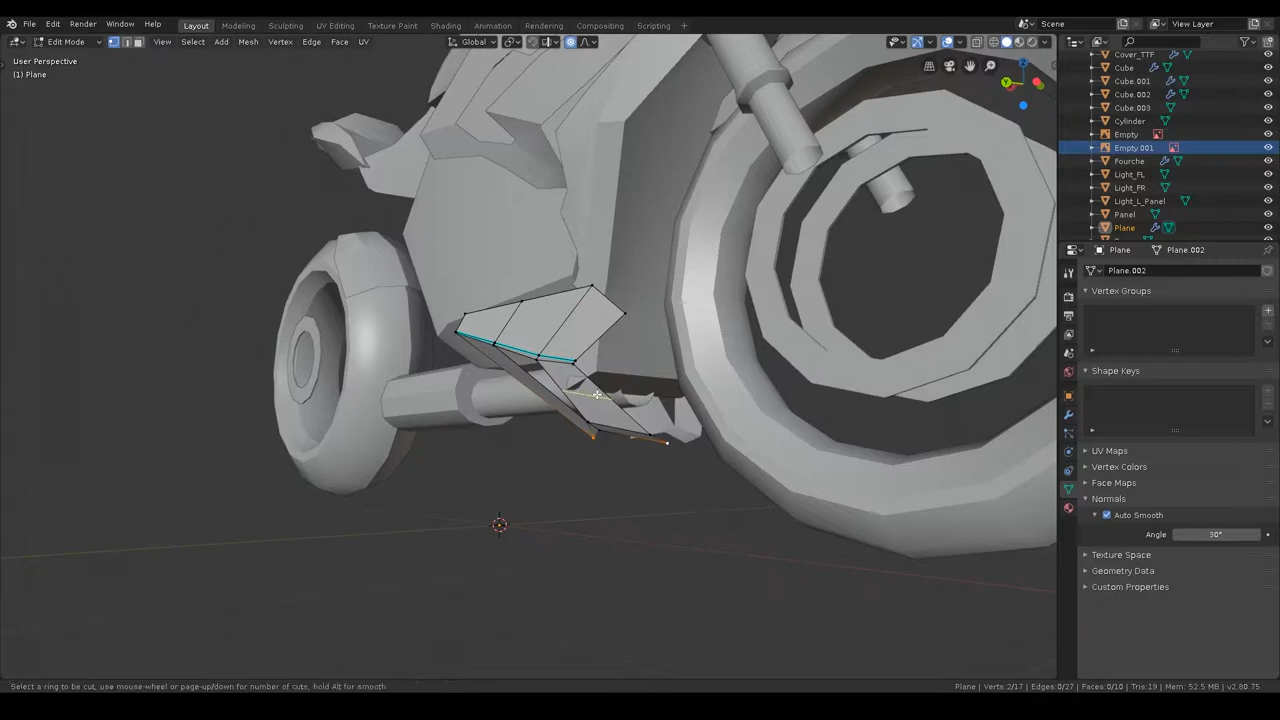 File Edit Render Window Help
Layout Modeling Sculpting UV Editing Texture Paint Shading Animation Rendering Compositing Scripting +
Scene
View Layer
Edit Mode
View Select Add Mesh Vertex Edge Face UV
Global
User Perspective
(1) Plane
Y
Z
Cover_TTF
Cube
Cube.001
Cube.002
Cube.003
Cylinder
Empty
Empty.001
Fourche
Light_FL
Light_FR
Light_L_Panel
Panel
Plane
Plane
Plane.002
Plane.002
Vertex Groups
Shape Keys
UV Maps
Vertex Colors
Face Maps
Normals
Auto Smooth
Angle 30°
Texture Space
Geometry Data
Custom Properties
Select a ring to be cut, use mouse-wheel or page-up/down for number of cuts, hold Alt for smooth
Plane | Verts:2/17 | Edges:0/27 | Faces:0/10 | Tris:19 | Mem: 52.5 MB | v2.80.75